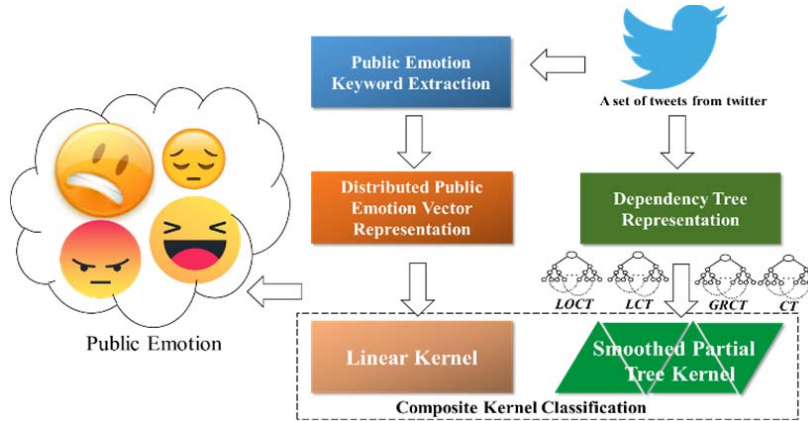 Public Emotion
Keyword Extraction
A set of tweets from twitter
Distributed Public
Emotion Vector
Representation
Dependency Tree
Representation
LOCT
LCT
GRCT
CT
Public Emotion
Linear Kernel
Smoothed Partial
Tree Kernel
Composite Kernel Classification